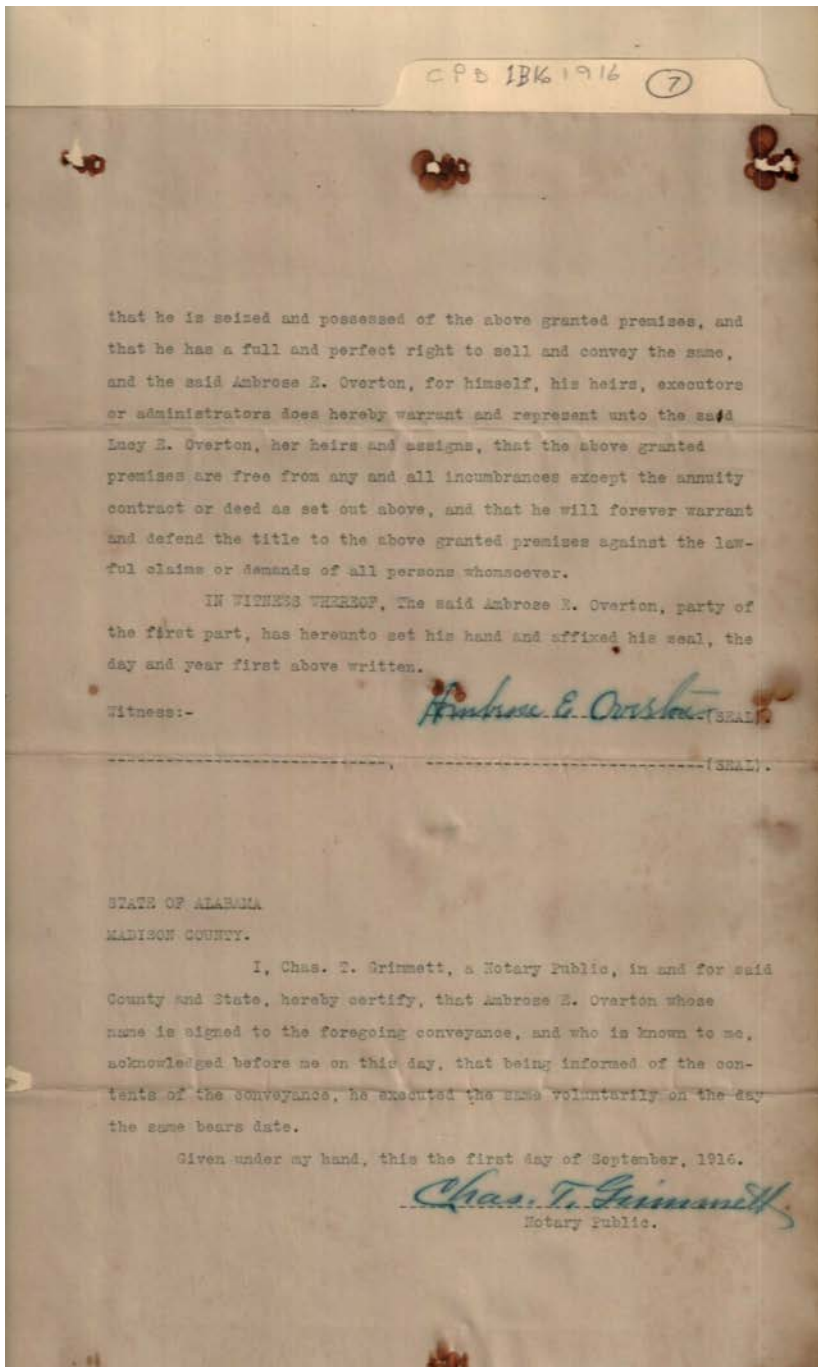 CPB IBK 1916 7
that he is seized and possessed of the above granted premises, and
that he has a full and perfect right to sell and convey the same,
and the said Ambrose E. Overton, for himself, his heirs, executors
or administrators does hereby warrant and represent unto the said
Lucy E. Overton, her heirs and assigns, that the above granted
premises are free from any and all incumbrances except the annuity
contract or deed as set out above, and that he will forever warrant
and defend the title to the above granted premises against the law-
ful claims or demands of all persons whomsoever.
IN WITNESS WHEREOF, The said Ambrose E. Overton, party of
the first part, has hereunto set his hand and affixed his seal, the
day and year first above written.
Witness:- Ambrose E Overton (SEAL).
----------------------------, ----------------------------(SEAL).
STATE OF ALABAMA
MADISON COUNTY.
I, Chas. T. Grimmett, a Notary Public, in and for said
County and State, hereby certify, that Ambrose E. Overton whose
name is signed to the foregoing conveyance, and who is known to me,
acknowledged before me on this day, that being informed of the con-
tents of the conveyance, he executed the same voluntarily on the day
the same bears date.
Given under my hand, this the first day of September, 1916.
Chas. T. Grimmett
Notary Public.